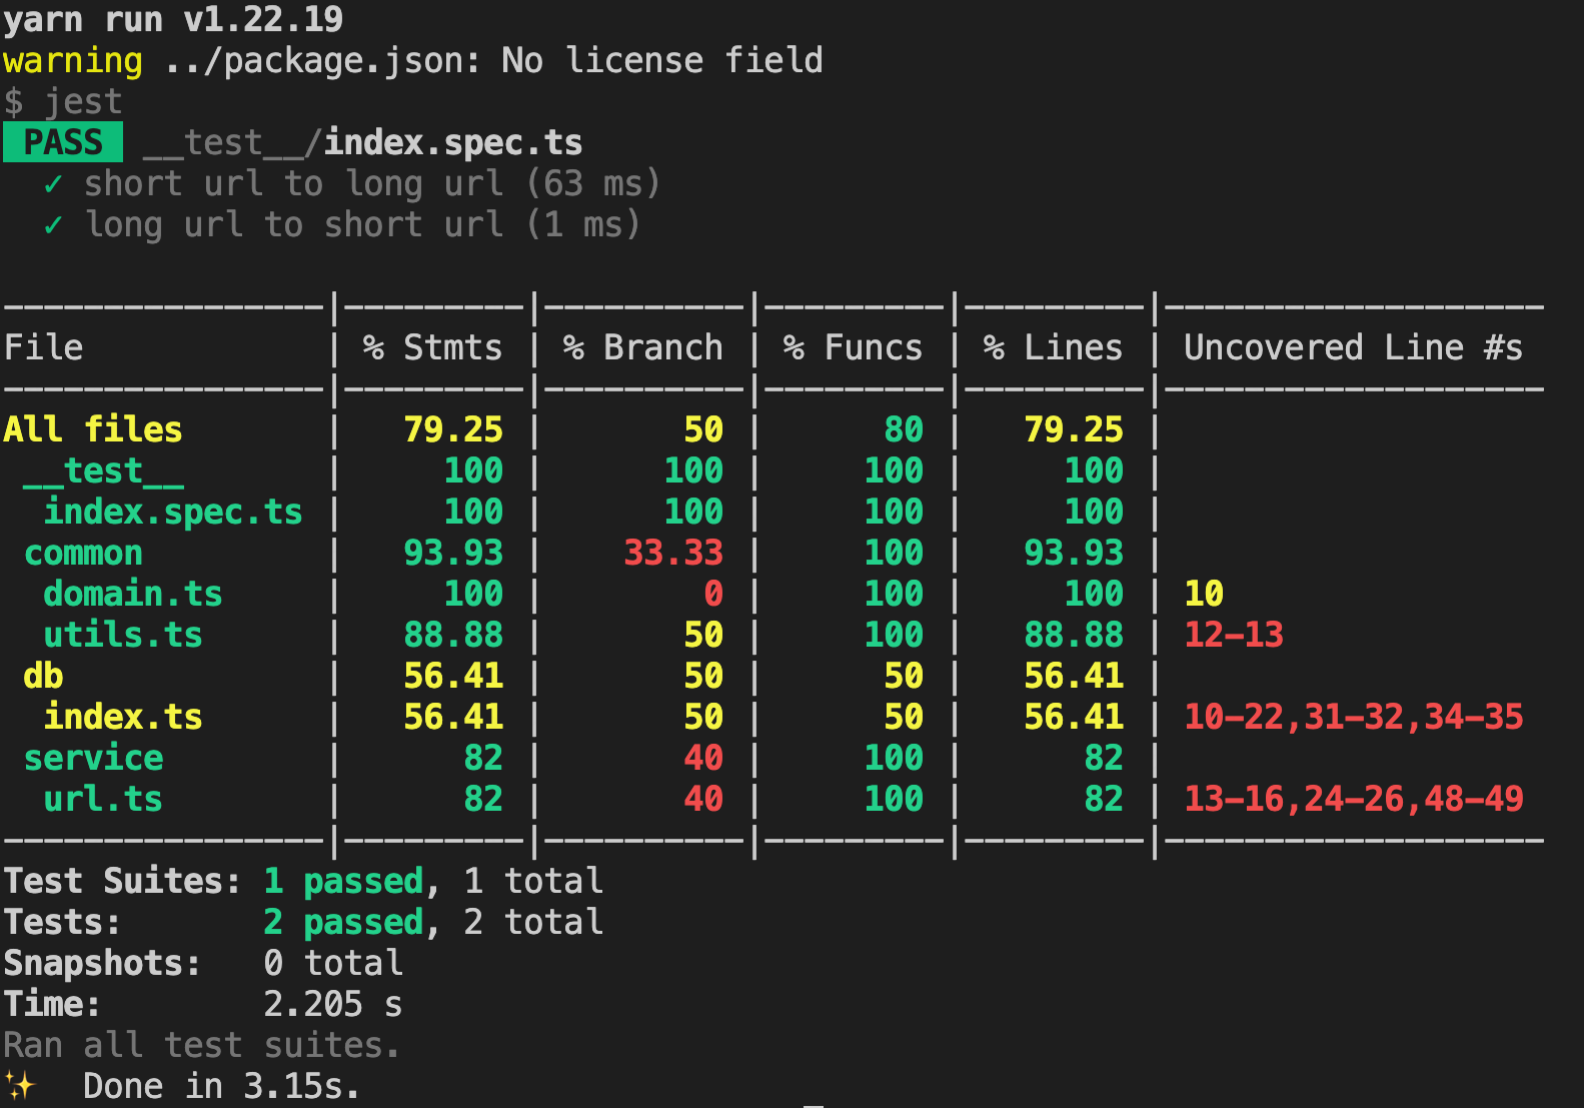 yarn run v1.22.19
warning ../package.json: No license field
$ jest
PASS __test__/index.spec.ts
✓ short url to long url (63 ms)
✓ long url to short url (1 ms)
File | % Stmts | % Branch | % Funcs | % Lines | Uncovered Line #s
All files | 79.25 | 50 | 80 | 79.25 |
__test__ | 100 | 100 | 100 | 100 |
index.spec.ts | 100 | 100 | 100 | 100 |
common | 93.93 | 33.33 | 100 | 93.93 |
domain.ts | 100 | 0 | 100 | 100 | 10
utils.ts | 88.88 | 50 | 100 | 88.88 | 12-13
db | 56.41 | 50 | 50 | 56.41 |
index.ts | 56.41 | 50 | 50 | 56.41 | 10-22,31-32,34-35
service | 82 | 40 | 100 | 82 |
url.ts | 82 | 40 | 100 | 82 | 13-16,24-26,48-49
Test Suites: 1 passed, 1 total
Tests: 2 passed, 2 total
Snapshots: 0 total
Time: 2.205 s
Ran all test suites.
✨ Done in 3.15s.